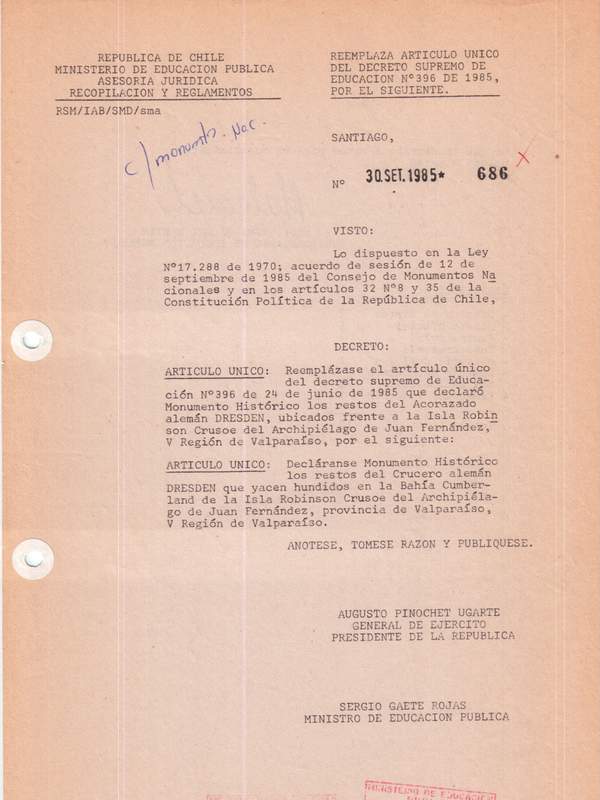 REPUBLICA DE CHILE
MINISTERIO DE EDUCACION PUBLICA
ASESORIA JURIDICA
RECOPILACION Y REGLAMENTOS
RSM/IAB/SMD/sma
REEMPLAZA ARTICULO UNICO
DEL DECRETO SUPREMO DE
EDUCACION N°396 DE 1985,
POR EL SIGUIENTE.
c/ monumto. Nac.
SANTIAGO,
N° 30.SET.1985* 686
VISTO:
Lo dispuesto en la Ley
N°17.288 de 1970; acuerdo de sesión de 12 de
septiembre de 1985 del Consejo de Monumentos Na
cionales y en los artículos 32 N°8 y 35 de la
Constitución Política de la República de Chile,
DECRETO:
ARTICULO UNICO: Reemplázase el artículo único
del decreto supremo de Educa-
ción N°396 de 24 de junio de 1985 que declaró
Monumento Histórico los restos del Acorazado
alemán DRESDEN, ubicados frente a la Isla Robin
son Crusoe del Archipiélago de Juan Fernández,
V Región de Valparaíso, por el siguiente:
ARTICULO UNICO: Decláranse Monumento Histórico
los restos del Crucero alemán
DRESDEN que yacen hundidos en la Bahía Cumber-
land de la Isla Robinson Crusoe del Archipiéla-
go de Juan Fernández, provincia de Valparaíso,
V Región de Valparaíso.
ANOTESE, TOMESE RAZON Y PUBLIQUESE.
AUGUSTO PINOCHET UGARTE
GENERAL DE EJERCITO
PRESIDENTE DE LA REPUBLICA
SERGIO GAETE ROJAS
MINISTRO DE EDUCACION PUBLICA
MINISTERIO DE EDUCACION